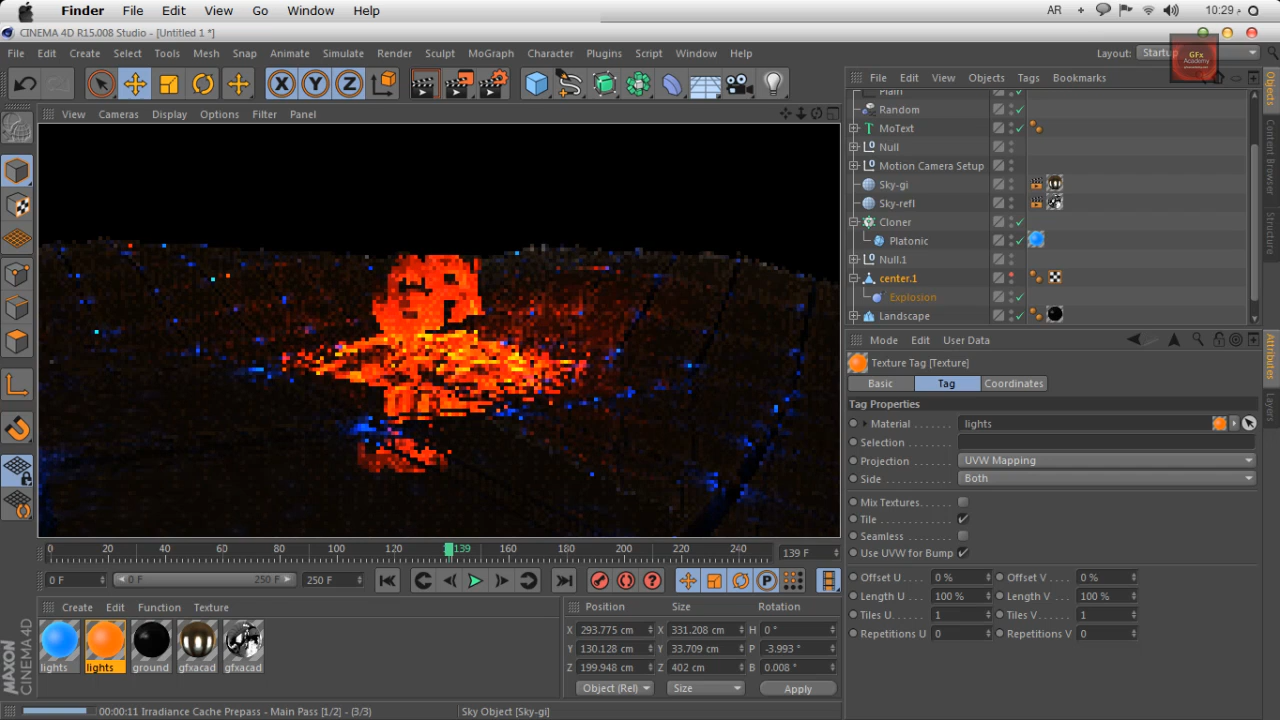 Finder File Edit View Go Window Help AR 10:29 م
CINEMA 4D R15.008 Studio - [Untitled 1 *]
File Edit Create Select Tools Mesh Snap Animate Simulate Render Sculpt MoGraph Character Plugins Script Window Help Layout: Startup
GFx
Academy
View Cameras Display Options Filter Panel
File Edit View Objects Tags Bookmarks
Plain
Random
MoText
Null
Motion Camera Setup
Sky-gi
Sky-refl
Cloner
Platonic
Null.1
center.1
Explosion
Landscape
Objects
Content Browser
Structure
Attributes
Layers
Mode Edit User Data
Texture Tag [Texture]
Basic Tag Coordinates
Tag Properties
Material lights
Selection
Projection UVW Mapping
Side Both
Mix Textures
Tile
Seamless
Use UVW for Bump
Offset U 0 % Offset V 0 %
Length U 100 % Length V 100 %
Tiles U 1 Tiles V 1
Repetitions U 0 Repetitions V 0
0 20 40 60 80 100 120 139 160 180 200 220 240 139 F
0 F 0 F 250 F 250 F
Create Edit Function Texture
lights lights ground gfxacad gfxacad
Position Size Rotation
X 293.775 cm X 331.208 cm H 0 °
Y 130.128 cm Y 33.709 cm P -3.993 °
Z 199.948 cm Z 402 cm B 0.008 °
Object (Rel) Size Apply
MAXON
CINEMA 4D
00:00:11 Irradiance Cache Prepass - Main Pass [1/2] - (3/3) Sky Object [Sky-gi]